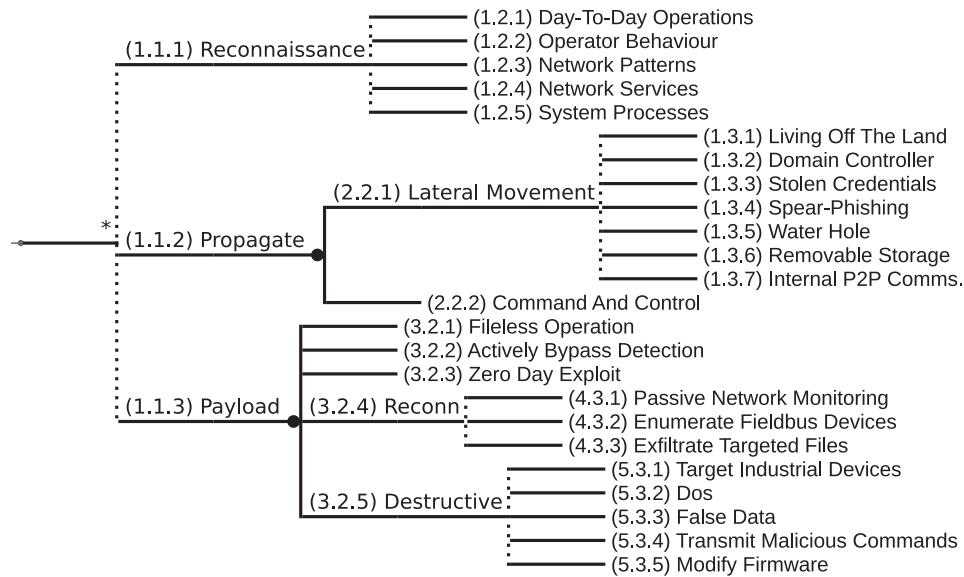 (1.2.1) Day-To-Day Operations
(1.2.2) Operator Behaviour
(1.1.1) Reconnaissance
(1.2.3) Network Patterns
(1.2.4) Network Services
(1.2.5) System Processes
(1.3.1) Living Off The Land
(1.3.2) Domain Controller
(2.2.1) Lateral Movement
(1.3.3) Stolen Credentials
(1.3.4) Spear-Phishing
*
(1.1.2) Propagate
(1.3.5) Water Hole
(1.3.6) Removable Storage
(1.3.7) Internal P2P Comms.
(2.2.2) Command And Control
(3.2.1) Fileless Operation
(3.2.2) Actively Bypass Detection
(3.2.3) Zero Day Exploit
(1.1.3) Payload
(3.2.4) Reconn
(4.3.1) Passive Network Monitoring
(4.3.2) Enumerate Fieldbus Devices
(4.3.3) Exfiltrate Targeted Files
(3.2.5) Destructive
(5.3.1) Target Industrial Devices
(5.3.2) Dos
(5.3.3) False Data
(5.3.4) Transmit Malicious Commands
(5.3.5) Modify Firmware